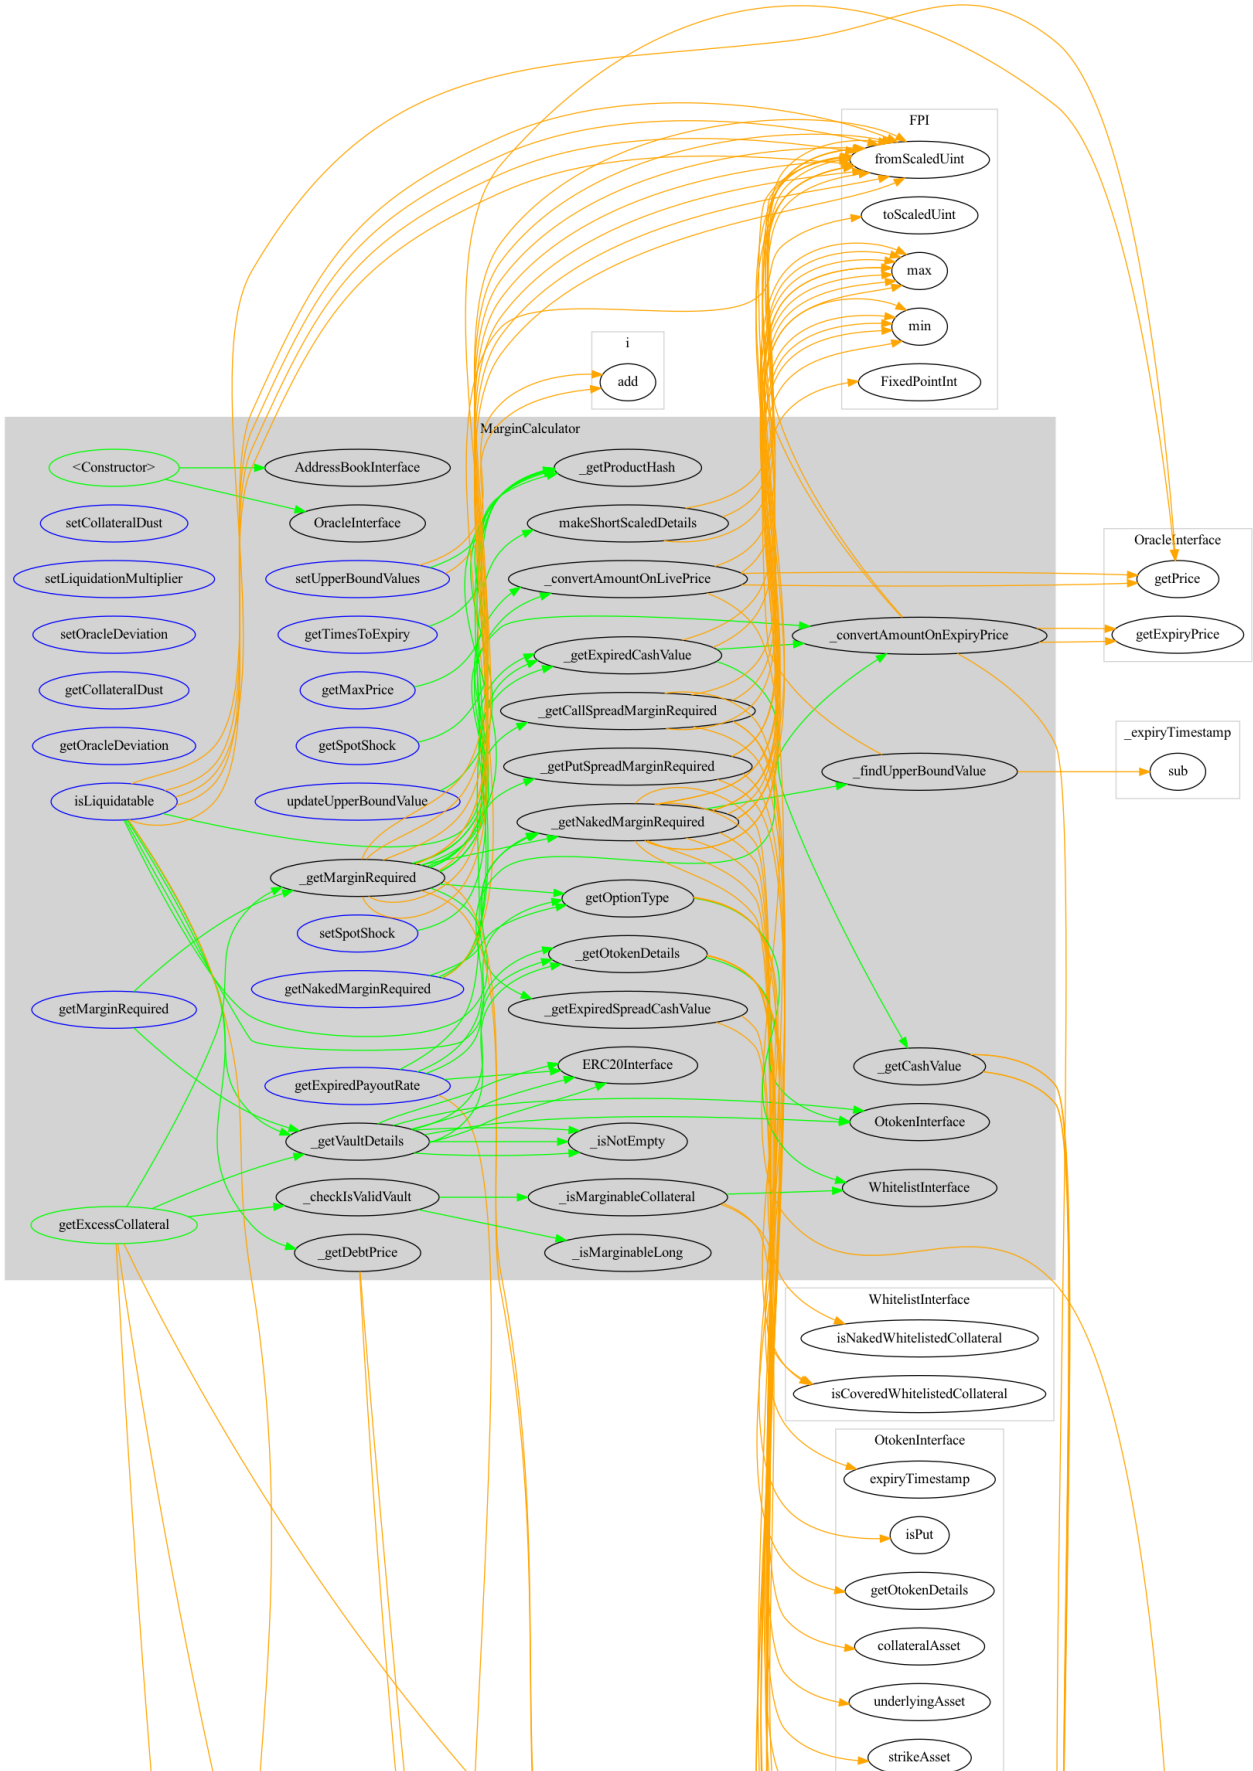 FPI
fromScaledUint
toScaledUint
max
min
FixedPointInt
i
add
MarginCalculator
<Constructor>
AddressBookInterface
_getProductHash
setCollateralDust
OracleInterface
makeShortScaledDetails
OracleInterface
setLiquidationMultiplier
setUpperBoundValues
_convertAmountOnLivePrice
getPrice
setOracleDeviation
getTimesToExpiry
_getExpiredCashValue
_convertAmountOnExpiryPrice
getExpiryPrice
getCollateralDust
getMaxPrice
_getCallSpreadMarginRequired
_expiryTimestamp
getOracleDeviation
getSpotShock
_getPutSpreadMarginRequired
_findUpperBoundValue
sub
isLiquidatable
updateUpperBoundValue
_getNakedMarginRequired
_getMarginRequired
getOptionType
setSpotShock
_getOtokenDetails
getMarginRequired
getNakedMarginRequired
_getExpiredSpreadCashValue
getExpiredPayoutRate
ERC20Interface
_getCashValue
_getVaultDetails
_isNotEmpty
OtokenInterface
_checkIsValidVault
_isMarginableCollateral
WhitelistInterface
getExcessCollateral
_getDebtPrice
_isMarginableLong
WhitelistInterface
isNakedWhitelistedCollateral
isCoveredWhitelistedCollateral
OtokenInterface
expiryTimestamp
isPut
getOtokenDetails
collateralAsset
underlyingAsset
strikeAsset